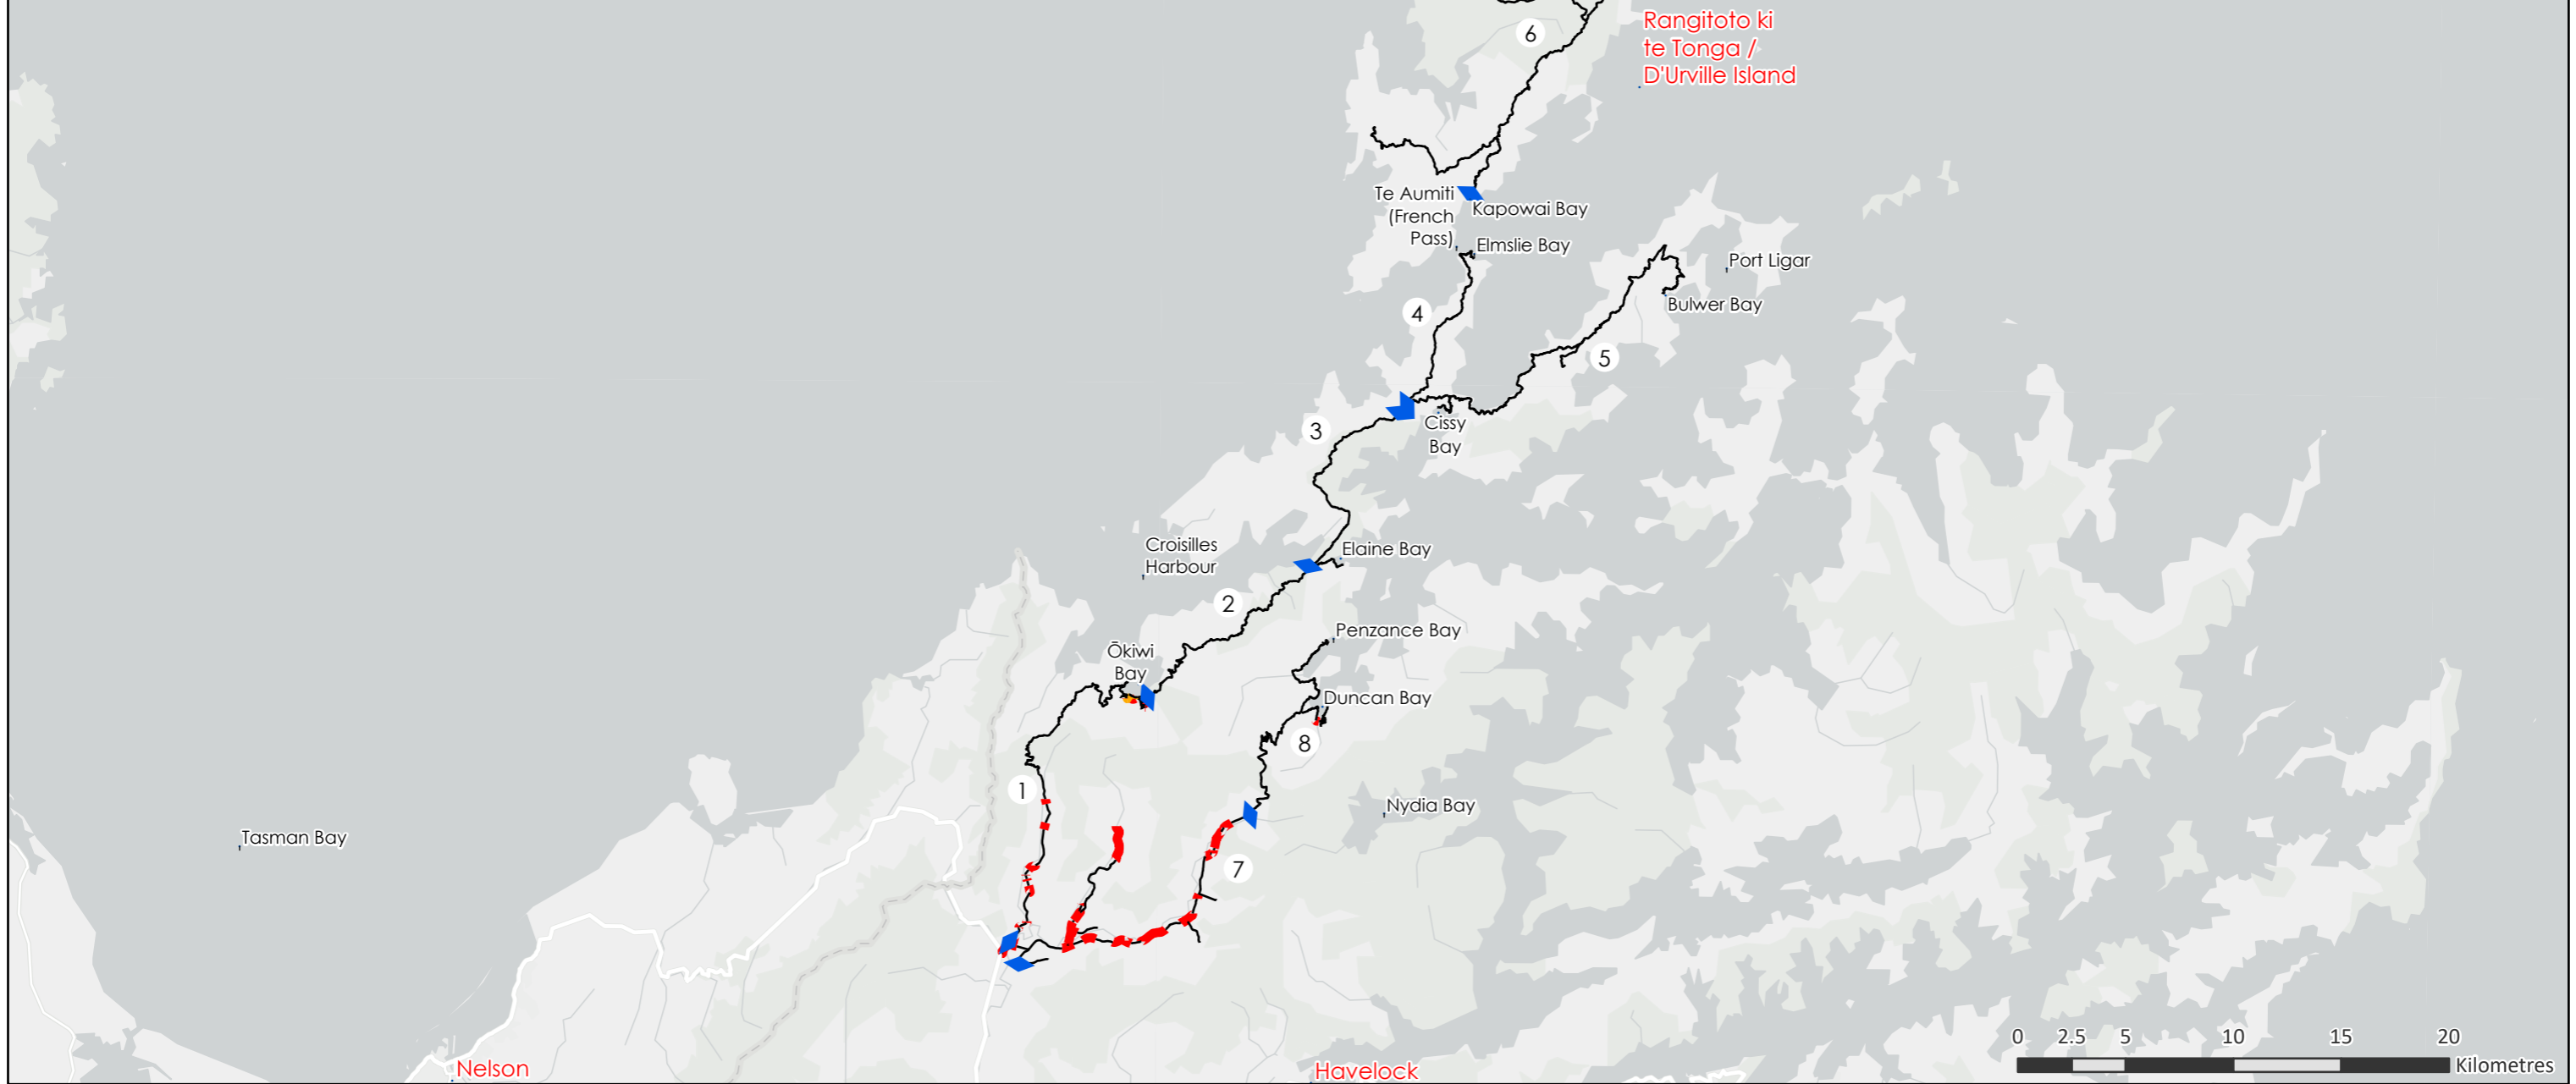 6
Rangitoto ki
te Tonga /
D'Urville Island
Te Aumiti
(French
Pass)
Kapowai Bay
Elmslie Bay
Port Ligar
Bulwer Bay
4
5
3
Cissy
Bay
Croisilles
Harbour
Elaine Bay
2
Penzance Bay
Ōkiwi
Bay
Duncan Bay
8
1
Nydia Bay
Tasman Bay
7
0 2.5 5 10 15 20
Kilometres
Nelson
Havelock